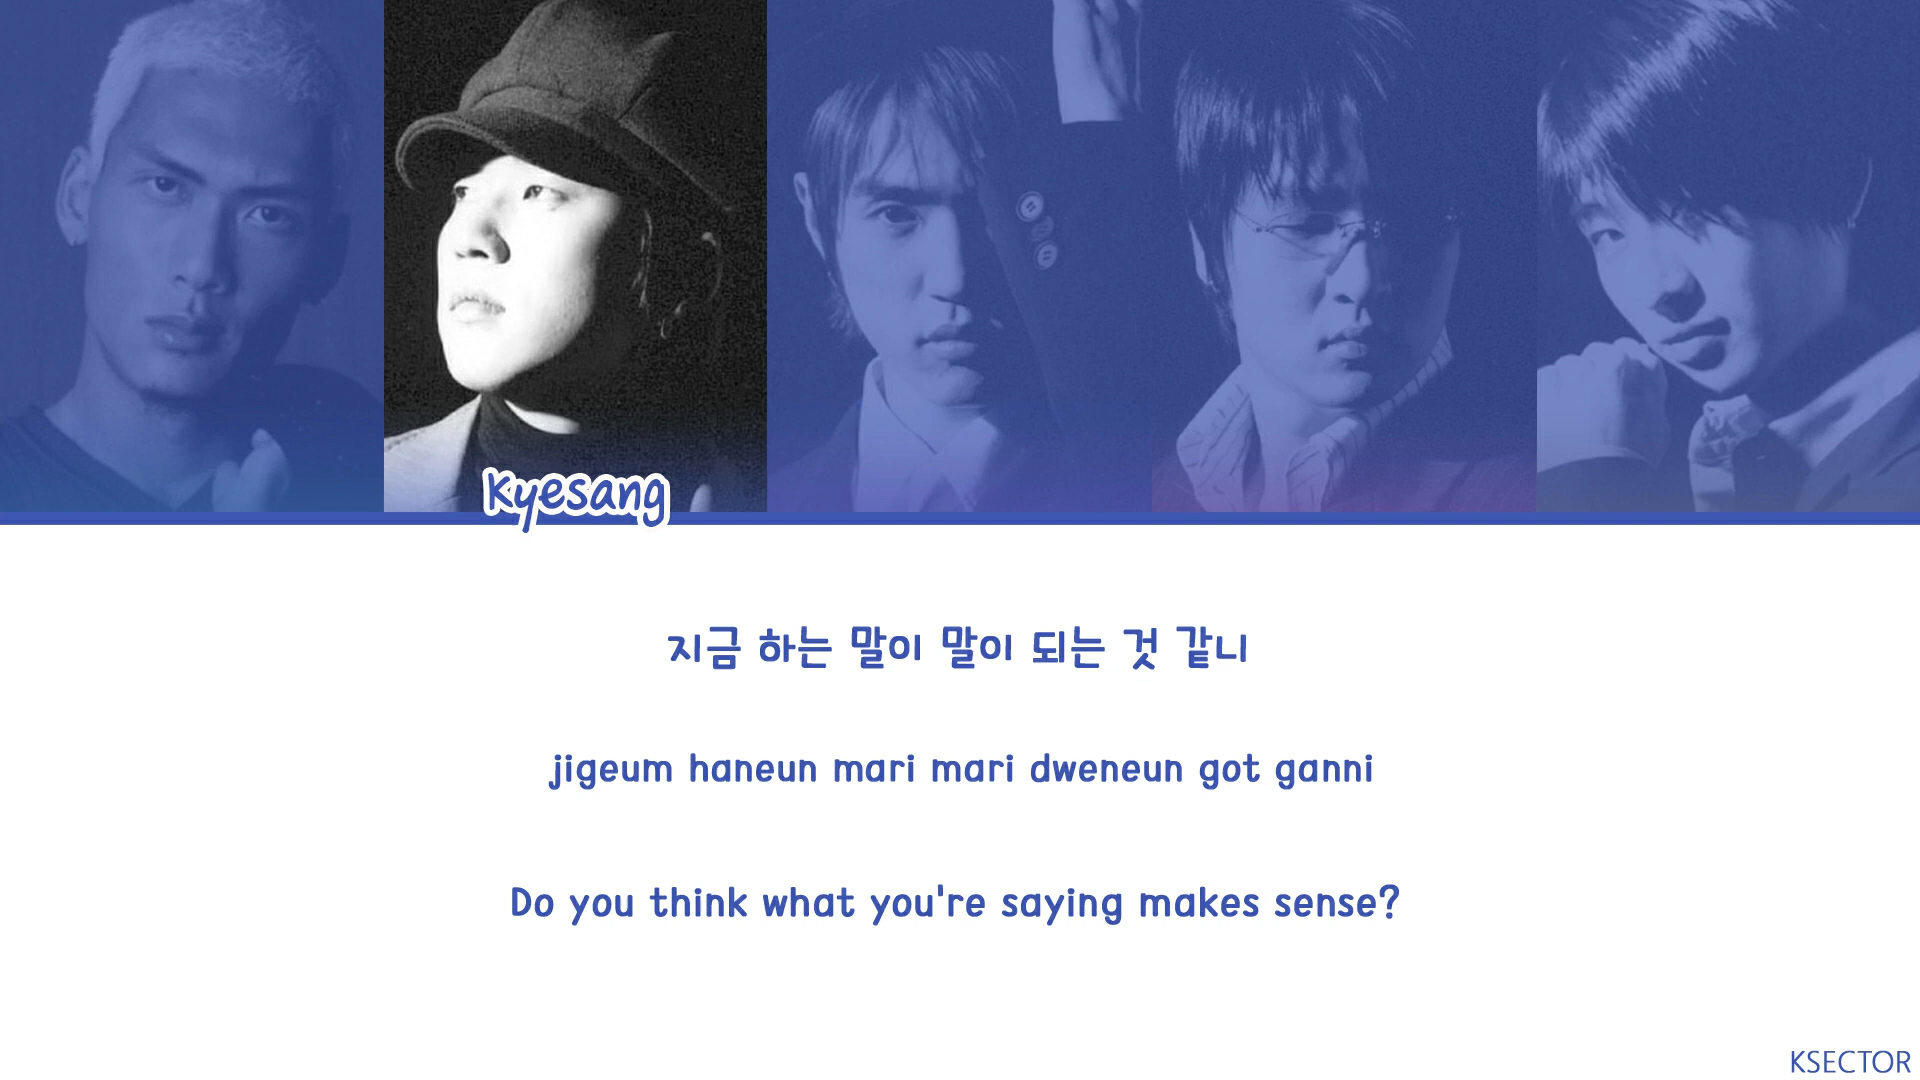 Kyesang
지금 하는 말이 말이 되는 것 같니
jigeum haneun mari mari dweneun got ganni
Do you think what you're saying makes sense?
KSECTOR